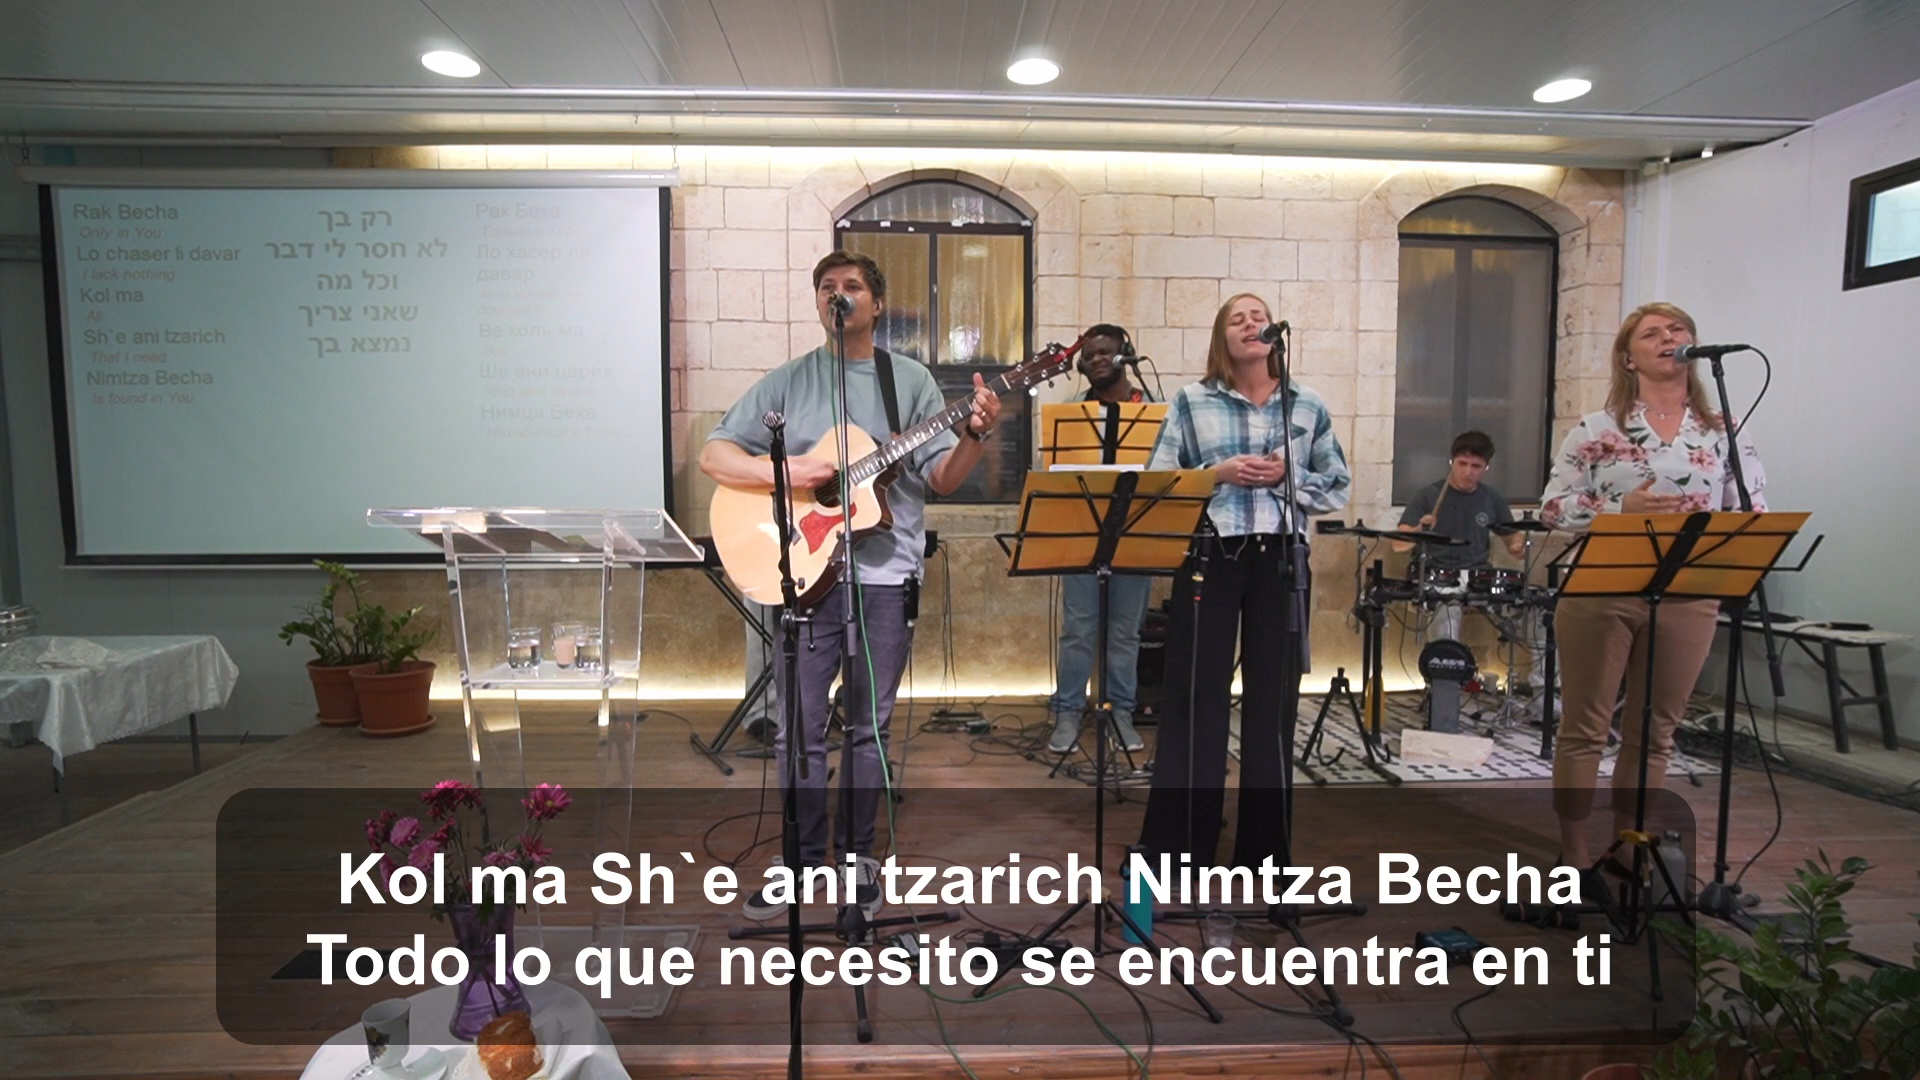 Rak Becha
Only in You
Lo chaser li davar
I lack nothing
Kol ma
All
Sh`e ani tzarich
That I need
Nimtza Becha
Is found in You
רק בך
לא חסר לי דבר
וכל מה
שאני צריך
נמצא בך
Рак Беха
Ло хасер ли
давар
Ве коль ма
Ше ани царих
Нимца Беха
ALESIS
Kol ma Sh`e ani tzarich Nimtza Becha
Todo lo que necesito se encuentra en ti